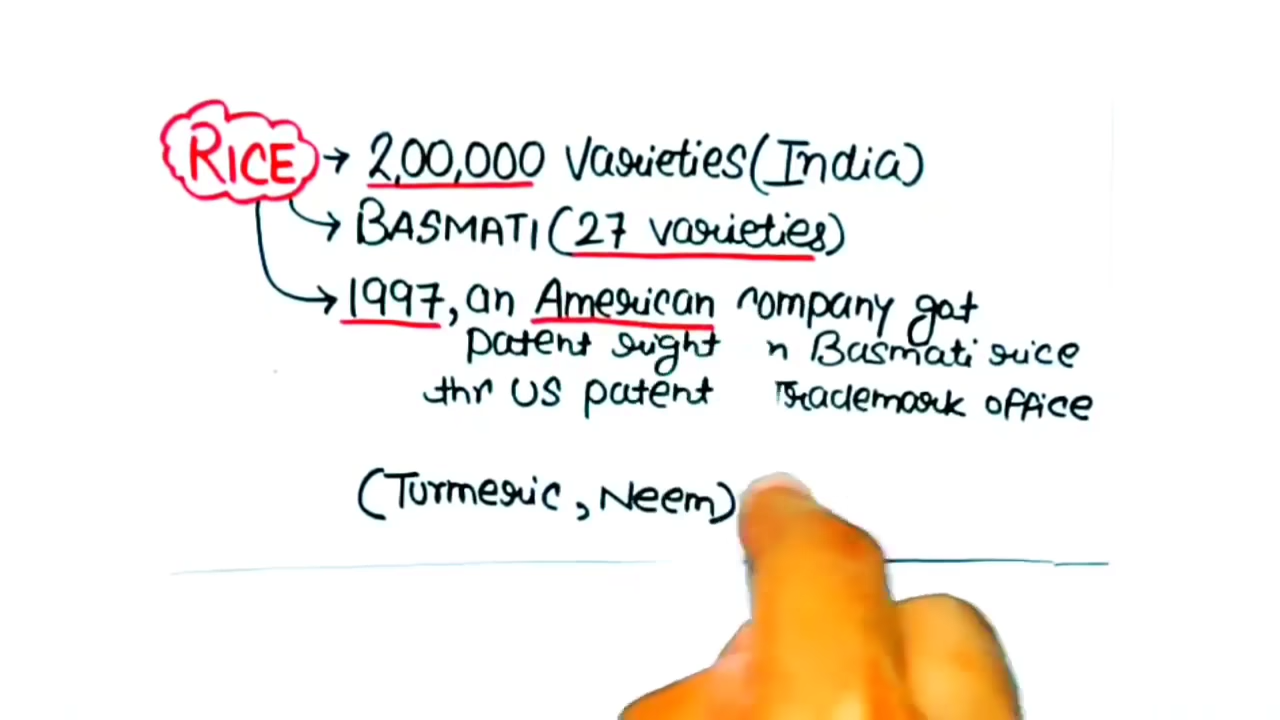 RICE → 2,00,000 Varieties (India)
→ BASMATI (27 varieties)
→ 1997, an American company got
patent right n Basmati rice
thr US patent Trademark office
(Turmeric, Neem)